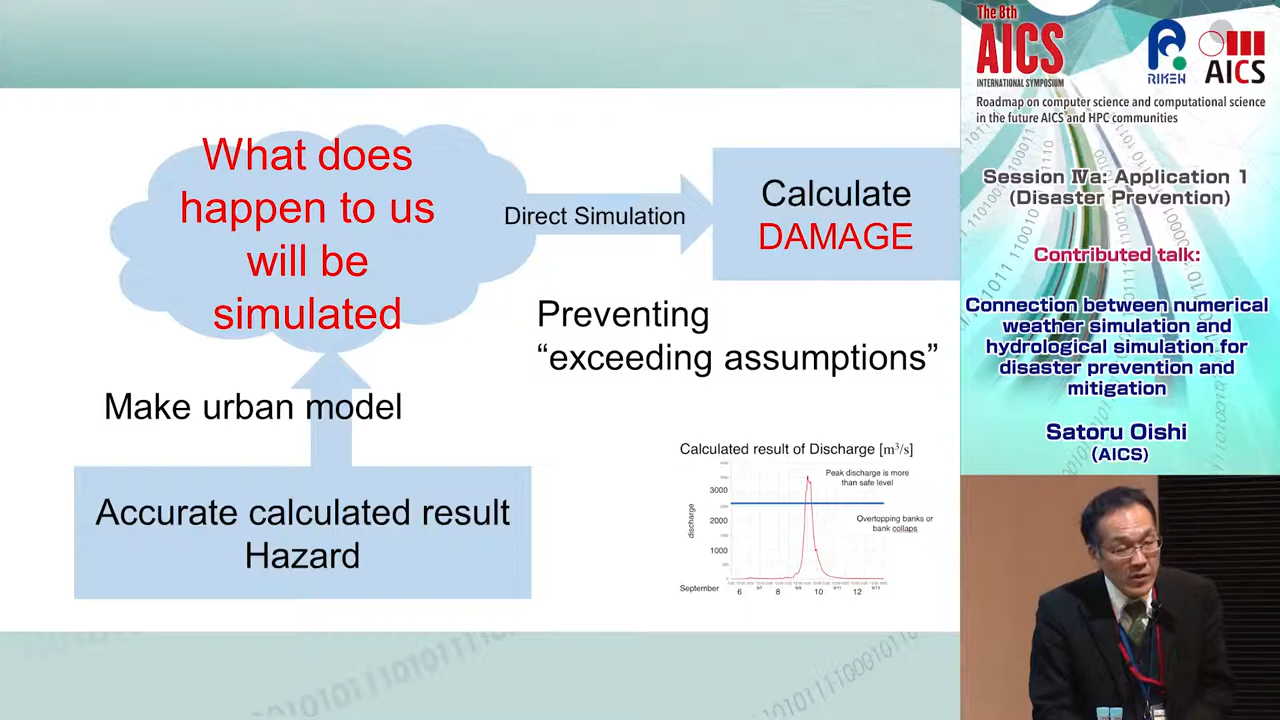 What does
happen to us
will be
simulated
Direct Simulation
Calculate
DAMAGE
Preventing
“exceeding assumptions”
Make urban model
Accurate calculated result
Hazard
Calculated result of Discharge [m³/s]
Peak discharge is more
than safe level
Overtopping banks or
bank collaps
discharge
3000
2000
1000
September
6 8 10 12
The 8th
AICS
INTERNATIONAL SYMPOSIUM
RIKEN
AICS
Roadmap on computer science and computational science
in the future AICS and HPC communities
Session Ⅳa: Application 1
(Disaster Prevention)
Contributed talk:
Connection between numerical
weather simulation and
hydrological simulation for
disaster prevention and
mitigation
Satoru Oishi
(AICS)